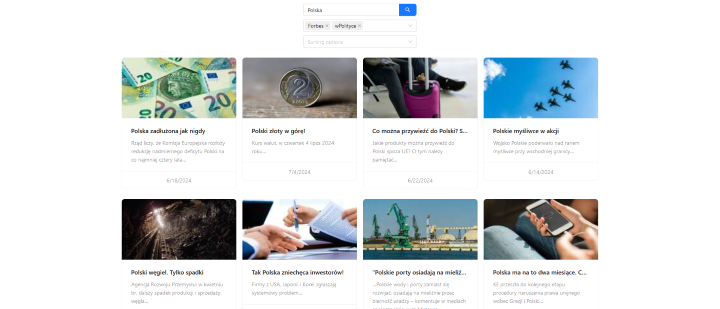 Polska
Forbes × wPolityce ×
Sorting options
Polska zadłużona jak nigdy
Rząd liczy, że Komisja Europejska rozłoży
redukcję nadmiernego deficytu Polski na
co najmniej cztery lata...
6/18/2024
Polski złoty w górę!
Kurs walut w czwartek 4 lipca 2024
roku...
7/4/2024
Co można przywieźć do Polski? S...
Jakie produkty można przywieźć do
Polski spoza UE? O tym należy
pamiętać...
6/22/2024
Polskie myśliwce w akcji
Wojsko Polskie poderwało nad ranem
myśliwce przy wschodniej granicy...
6/14/2024
Polski węgiel. Tylko spadki
Agencja Rozwoju Przemysłu w kwietniu
br. dalszy spadek produkcji i sprzedaży
węgla...
Tak Polska zniechęca inwestorów!
Firmy z USA, Japonii i Korei zgłaszają
systemowy problem...
"Polskie porty osiadają na mieliź...
„Polskie wody i porty zamiast się
rozwijać, osiadają na mieliźnie przez
bierność władzy – komentuje w mediach
Polska ma na to dwa miesiące. C...
KE przeszła do kolejnego etapu
procedury naruszenia prawa unijnego
wobec Grecji i Polski...